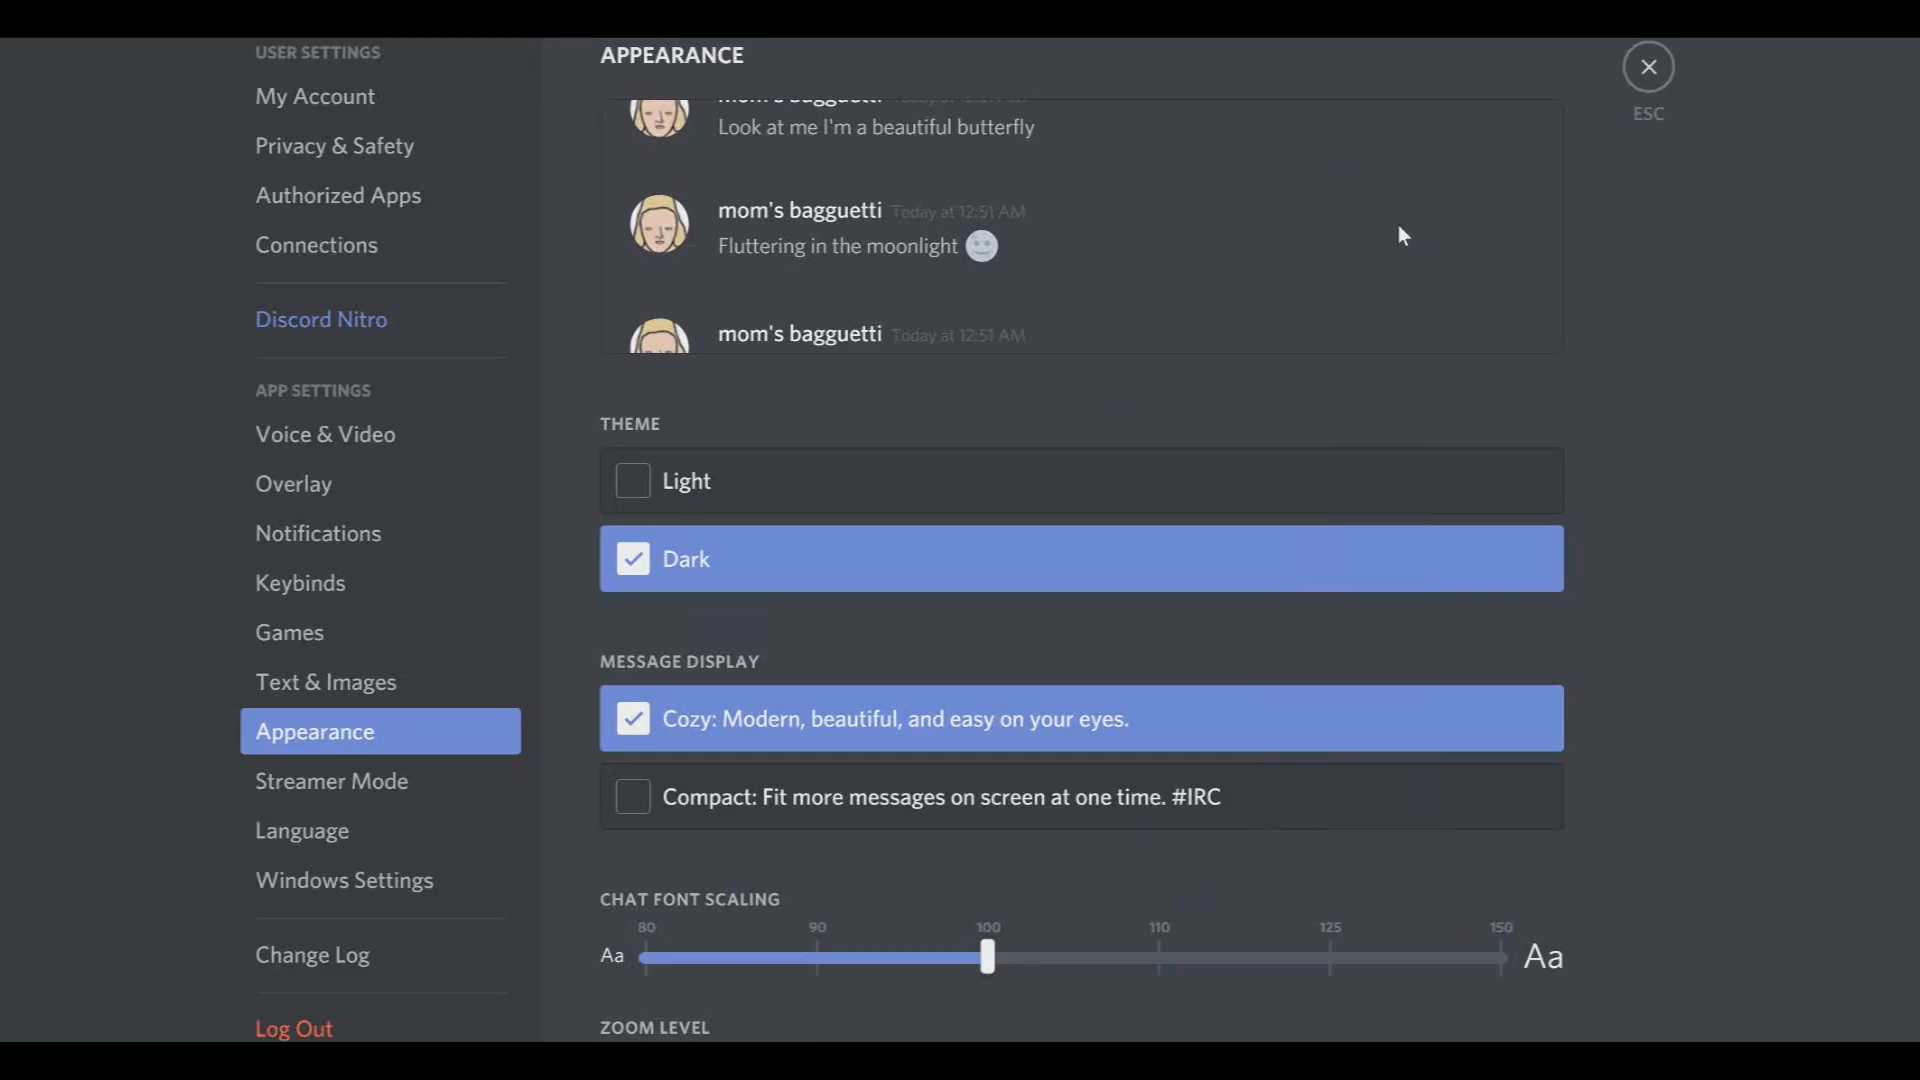 USER SETTINGS
My Account
Privacy & Safety
Authorized Apps
Connections
Discord Nitro
APP SETTINGS
Voice & Video
Overlay
Notifications
Keybinds
Games
Text & Images
Appearance
Streamer Mode
Language
Windows Settings
Change Log
Log Out
APPEARANCE
mom's bagguetti
Look at me I'm a beautiful butterfly
mom's bagguetti Today at 12:51 AM
Fluttering in the moonlight
mom's bagguetti Today at 12:51 AM
THEME
Light
Dark
MESSAGE DISPLAY
Cozy: Modern, beautiful, and easy on your eyes.
Compact: Fit more messages on screen at one time. #IRC
CHAT FONT SCALING
80 90 100 110 125 150
Aa Aa
ZOOM LEVEL
ESC